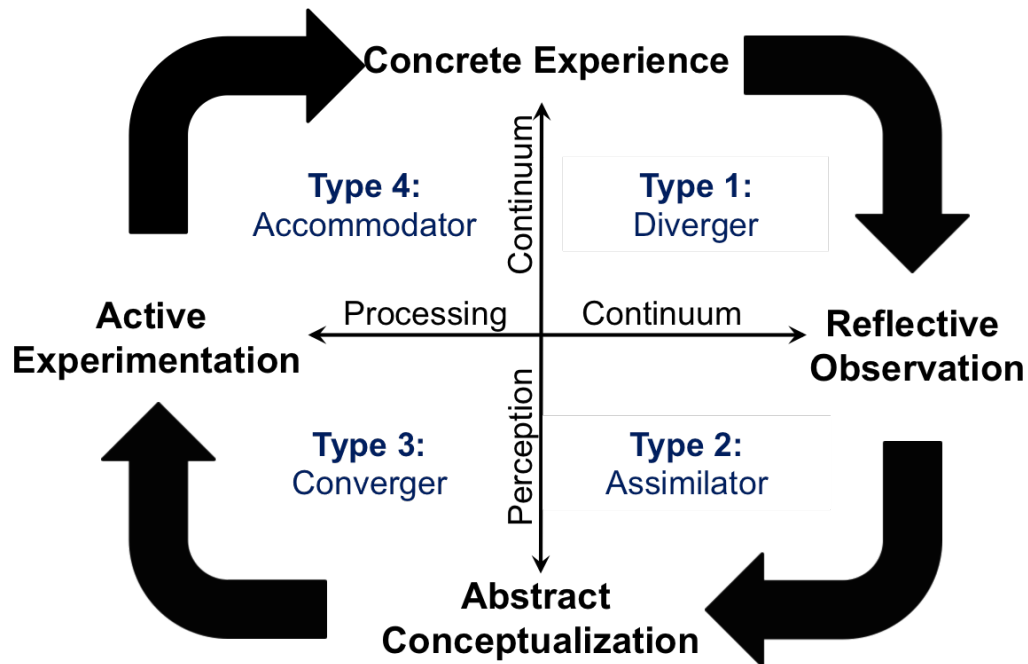 Concrete Experience
Continuum
Type 4:
Accommodator
Type 1:
Diverger
Active
Experimentation
Processing
Continuum
Reflective
Observation
Perception
Type 3:
Converger
Type 2:
Assimilator
Abstract
Conceptualization